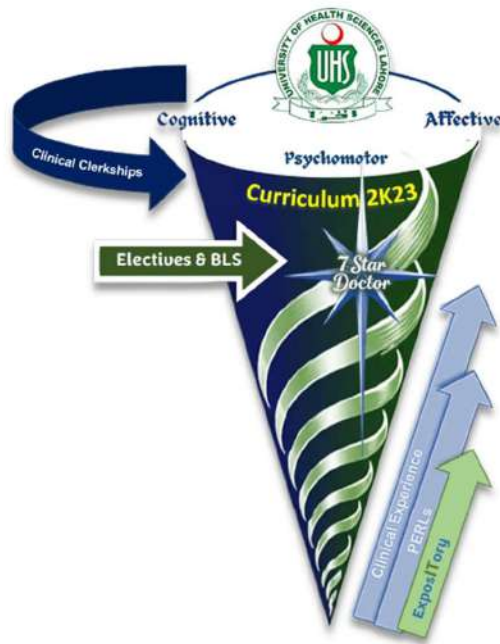 UNIVERSITY OF HEALTH SCIENCES LAHORE
UHS
Cognitive
Affective
Psychomotor
Clinical Clerkships
Curriculum 2K23
Electives & BLS
7 Star
Doctor
Clinical Experience
PERLs
ExposITory